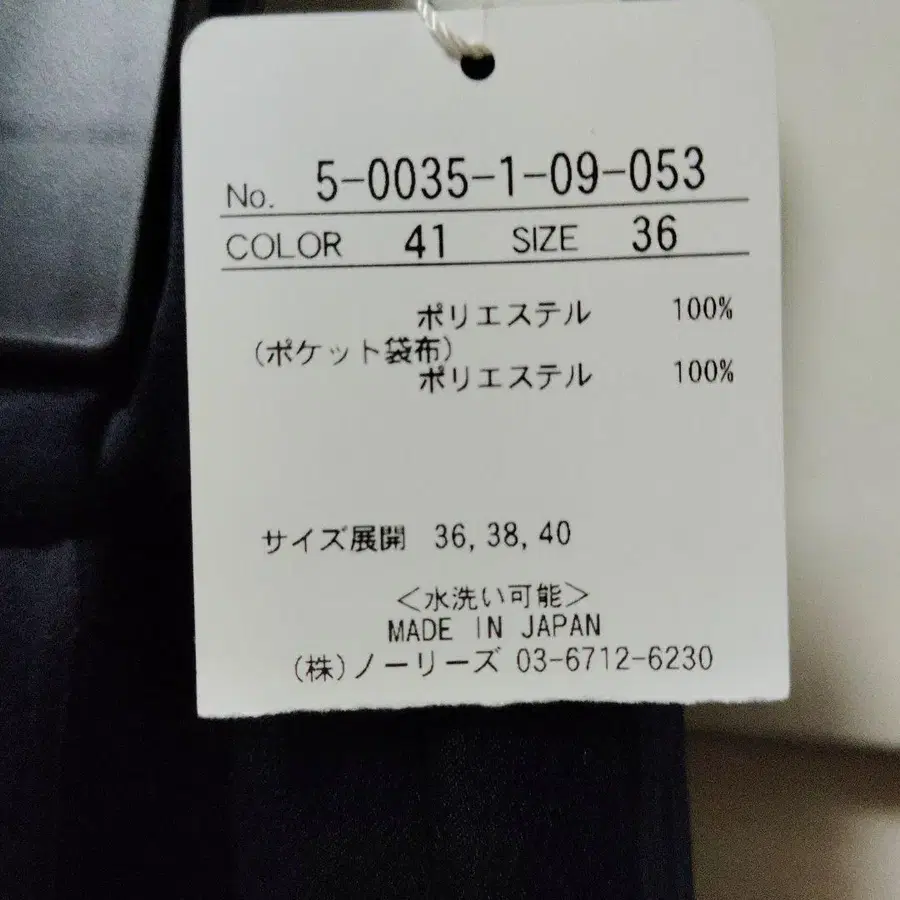 No. 5-0035-1-09-053
COLOR 41 SIZE 36
ポリエステル 100%
(ポケット袋布)
ポリエステル 100%
サイズ展開 36, 38, 40
＜水洗い可能＞
MADE IN JAPAN
(株)ノーリーズ 03-6712-6230